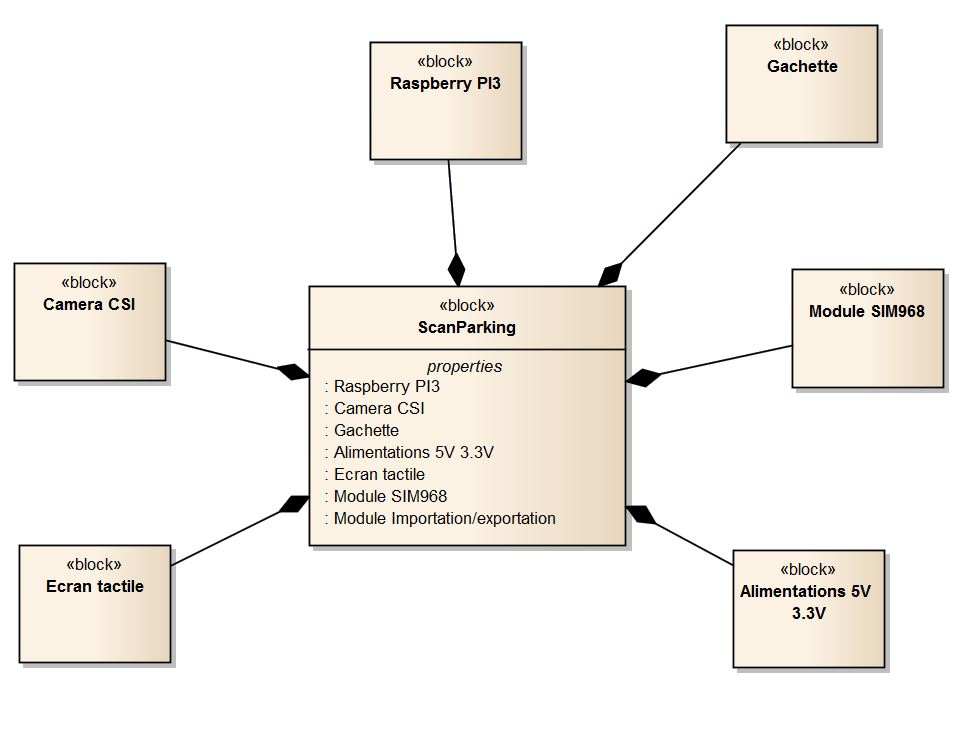 «block»
Raspberry PI3
«block»
Gachette
«block»
Camera CSI
«block»
Module SIM968
«block»
ScanParking
properties
: Raspberry PI3
: Camera CSI
: Gachette
: Alimentations 5V 3.3V
: Ecran tactile
: Module SIM968
: Module Importation/exportation
«block»
Ecran tactile
«block»
Alimentations 5V
3.3V